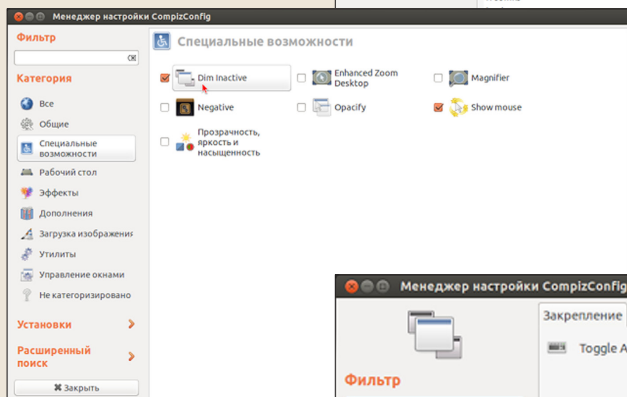 Менеджер настройки CompizConfig
Фильтр
Категория
Все
Общие
Специальные
возможности
Рабочий стол
Эффекты
Дополнения
Загрузка изображения
Утилиты
Управление окнами
Не категоризировано
Установки
Расширенный
поиск
Закрыть
Специальные возможности
Dim Inactive
Enhanced Zoom
Desktop
Magnifier
Negative
Opacify
Show mouse
Прозрачность,
яркость и
насыщенность
Менеджер настройки CompizConfig
Закрепление
Toggle A
Фильтр